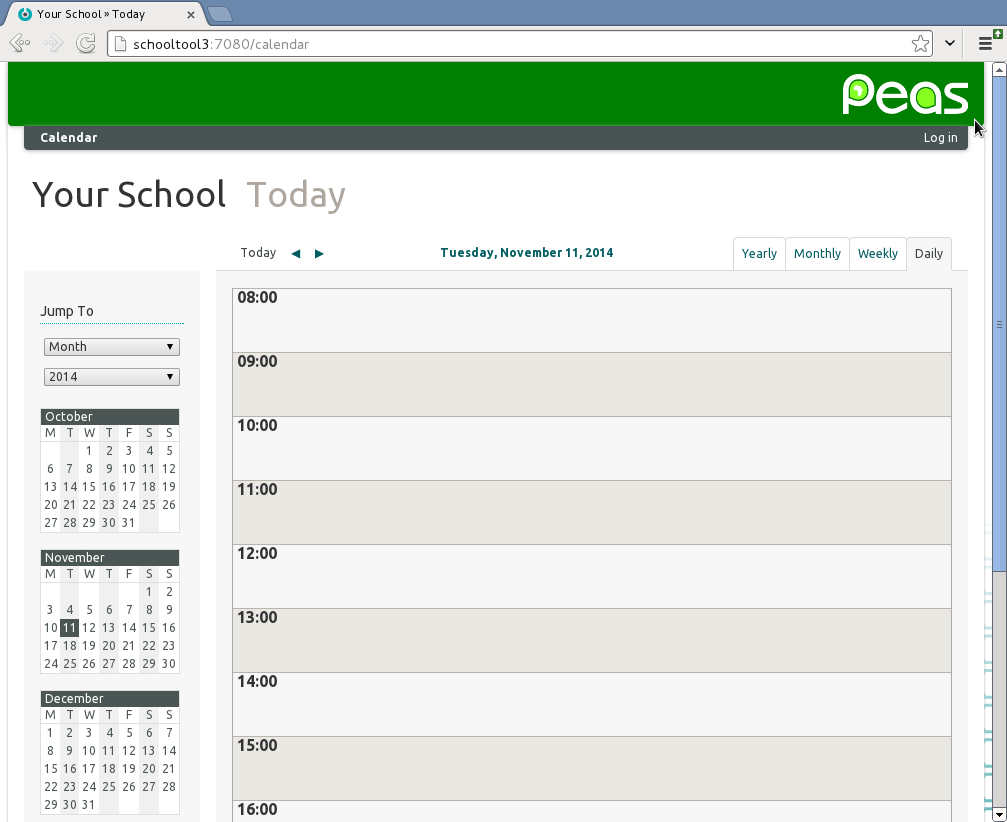 Your School » Today
schooltool3:7080/calendar
Peas
Calendar Log in
Your School Today
Today ◀ ▶ Tuesday, November 11, 2014 Yearly Monthly Weekly Daily
Jump To
Month
2014
October
M T W T F S S
1 2 3 4 5
6 7 8 9 10 11 12
13 14 15 16 17 18 19
20 21 22 23 24 25 26
27 28 29 30 31
November
M T W T F S S
1 2
3 4 5 6 7 8 9
10 11 12 13 14 15 16
17 18 19 20 21 22 23
24 25 26 27 28 29 30
December
M T W T F S S
1 2 3 4 5 6 7
8 9 10 11 12 13 14
15 16 17 18 19 20 21
22 23 24 25 26 27 28
29 30 31
08:00
09:00
10:00
11:00
12:00
13:00
14:00
15:00
16:00